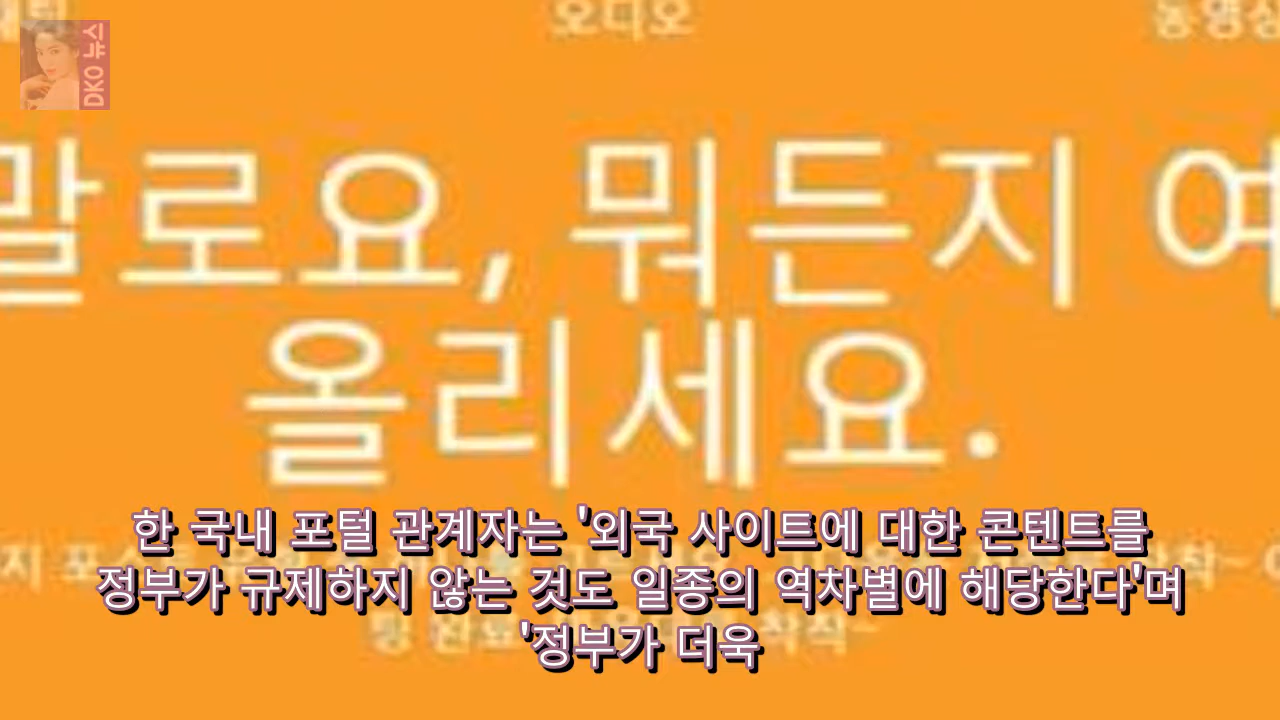 오디오
동영상
DKO 뉴스
말로요, 뭐든지 여
올리세요.
한 국내 포털 관계자는 '외국 사이트에 대한 콘텐트를
정부가 규제하지 않는 것도 일종의 역차별에 해당한다'며
'정부가 더욱